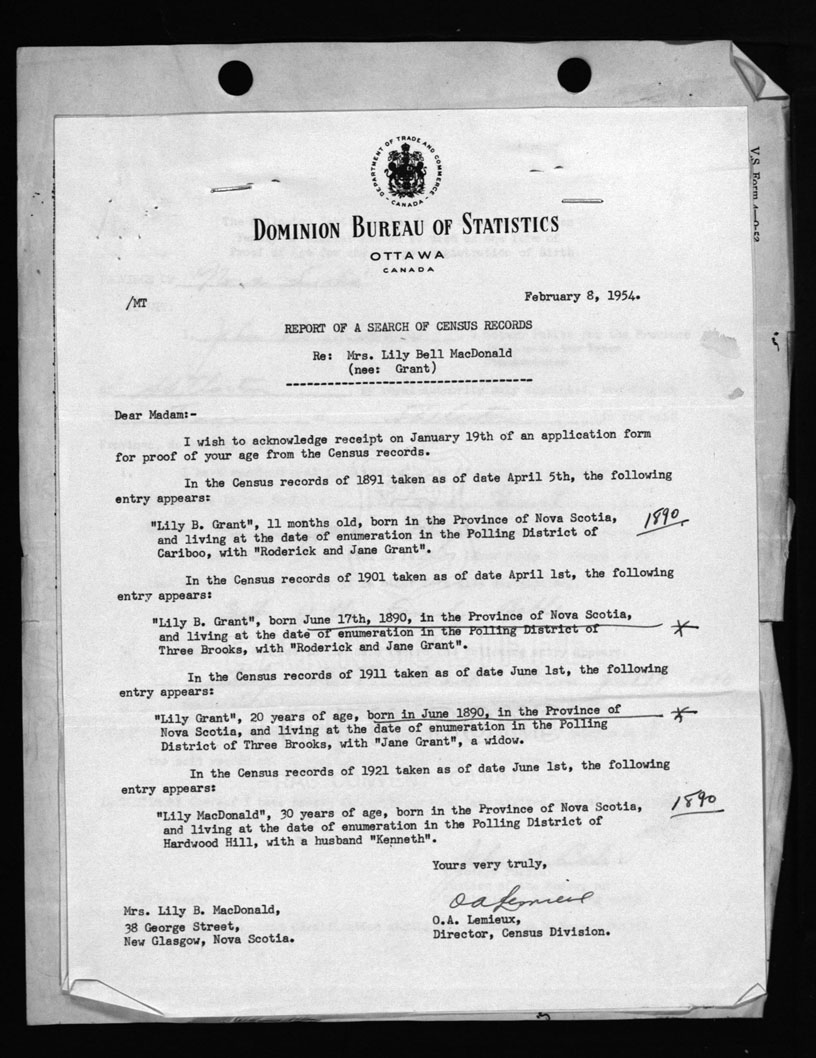 DEPARTMENT OF TRADE AND COMMERCE
CANADA
V.S. Form
DOMINION BUREAU OF STATISTICS
OTTAWA
CANADA
/MT
February 8, 1954.
REPORT OF A SEARCH OF CENSUS RECORDS
Re: Mrs. Lily Bell MacDonald
(nee: Grant)
Dear Madam:-
I wish to acknowledge receipt on January 19th of an application form
for proof of your age from the Census records.
In the Census records of 1891 taken as of date April 5th, the following
entry appears:
"Lily B. Grant", 11 months old, born in the Province of Nova Scotia,
1890
and living at the date of enumeration in the Polling District of
Cariboo, with "Roderick and Jane Grant".
In the Census records of 1901 taken as of date April 1st, the following
entry appears:
"Lily B. Grant", born June 17th, 1890, in the Province of Nova Scotia,
and living at the date of enumeration in the Polling District of
Three Brooks, with "Roderick and Jane Grant".
In the Census records of 1911 taken as of date June 1st, the following
entry appears:
"Lily Grant", 20 years of age, born in June 1890, in the Province of
Nova Scotia, and living at the date of enumeration in the Polling
District of Three Brooks, with "Jane Grant", a widow.
In the Census records of 1921 taken as of date June 1st, the following
entry appears:
"Lily MacDonald", 30 years of age, born in the Province of Nova Scotia,
1890
and living at the date of enumeration in the Polling District of
Hardwood Hill, with a husband "Kenneth".
Yours very truly,
O A Lemieux
O.A. Lemieux,
Director, Census Division.
Mrs. Lily B. MacDonald,
38 George Street,
New Glasgow, Nova Scotia.